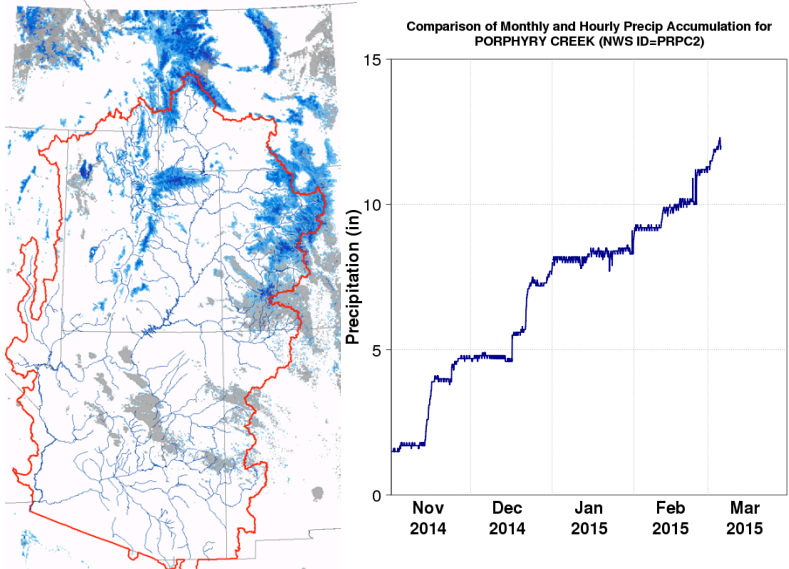 Comparison of Monthly and Hourly Precip Accumulation for
PORPHYRY CREEK (NWS ID=PRPC2)
Precipitation (in)
15
10
5
0
Nov Dec Jan Feb Mar
2014 2014 2015 2015 2015